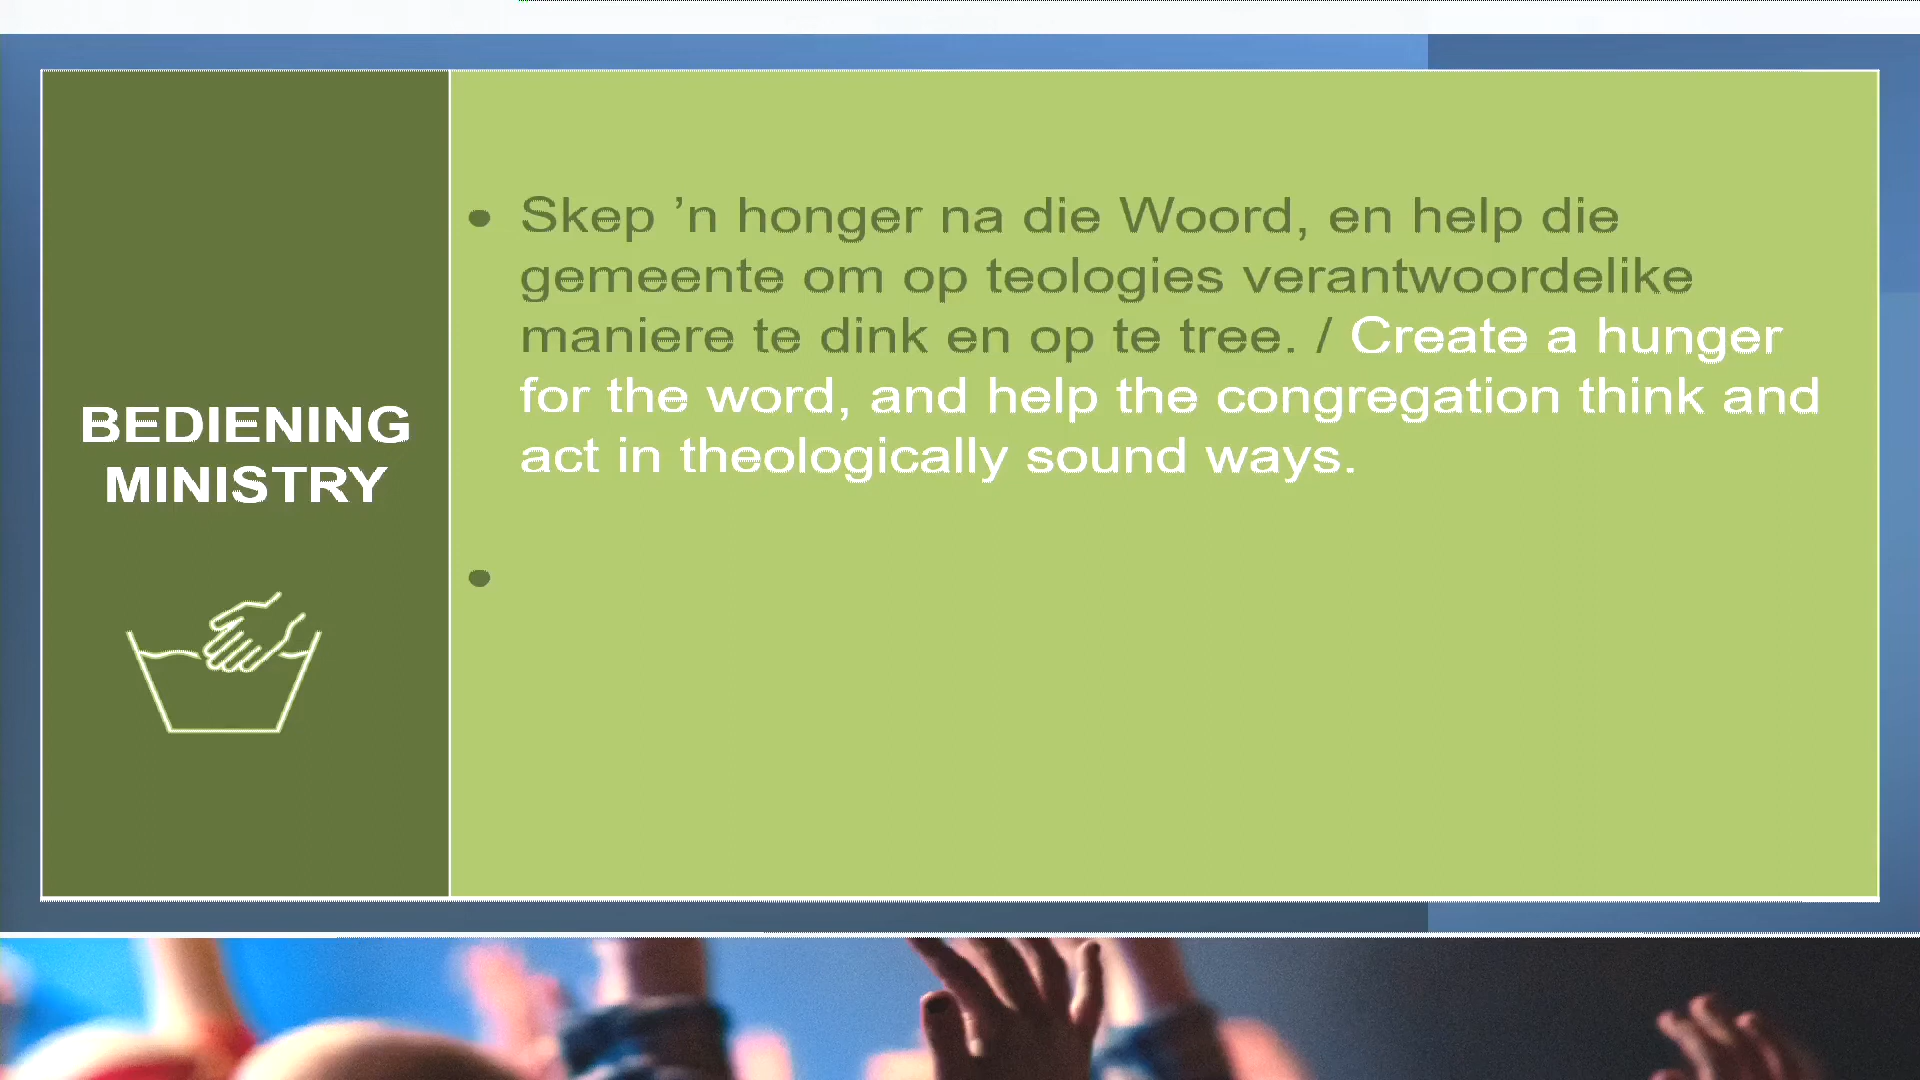 BEDIENING
MINISTRY
• Skep ’n honger na die Woord, en help die
gemeente om op teologies verantwoordelike
maniere te dink en op te tree. / Create a hunger
for the word, and help the congregation think and
act in theologically sound ways.
•